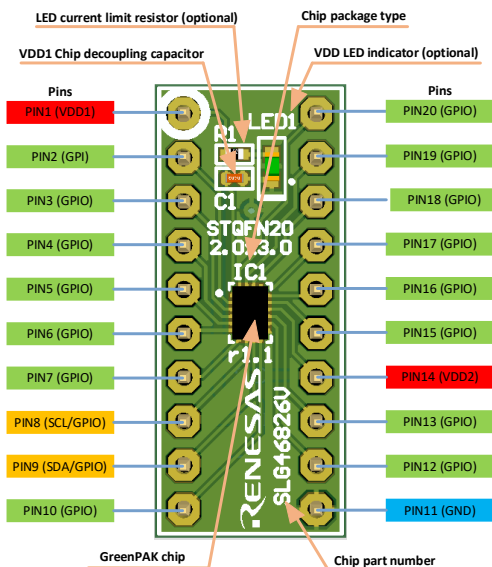 LED current limit resistor (optional)
Chip package type
VDD1 Chip decoupling capacitor
VDD LED indicator (optional)
Pins
Pins
PIN1 (VDD1)
PIN20 (GPIO)
PIN2 (GPI)
PIN19 (GPIO)
PIN3 (GPIO)
PIN18 (GPIO)
PIN4 (GPIO)
PIN17 (GPIO)
PIN5 (GPIO)
PIN16 (GPIO)
PIN6 (GPIO)
PIN15 (GPIO)
PIN7 (GPIO)
PIN14 (VDD2)
PIN8 (SCL/GPIO)
PIN13 (GPIO)
PIN9 (SDA/GPIO)
PIN12 (GPIO)
PIN10 (GPIO)
PIN11 (GND)
LED1
R1
C1
STQFN20
2.0x3.0
IC1
r1.1
RENESAS
SLG46826V
GreenPAK chip
Chip part number